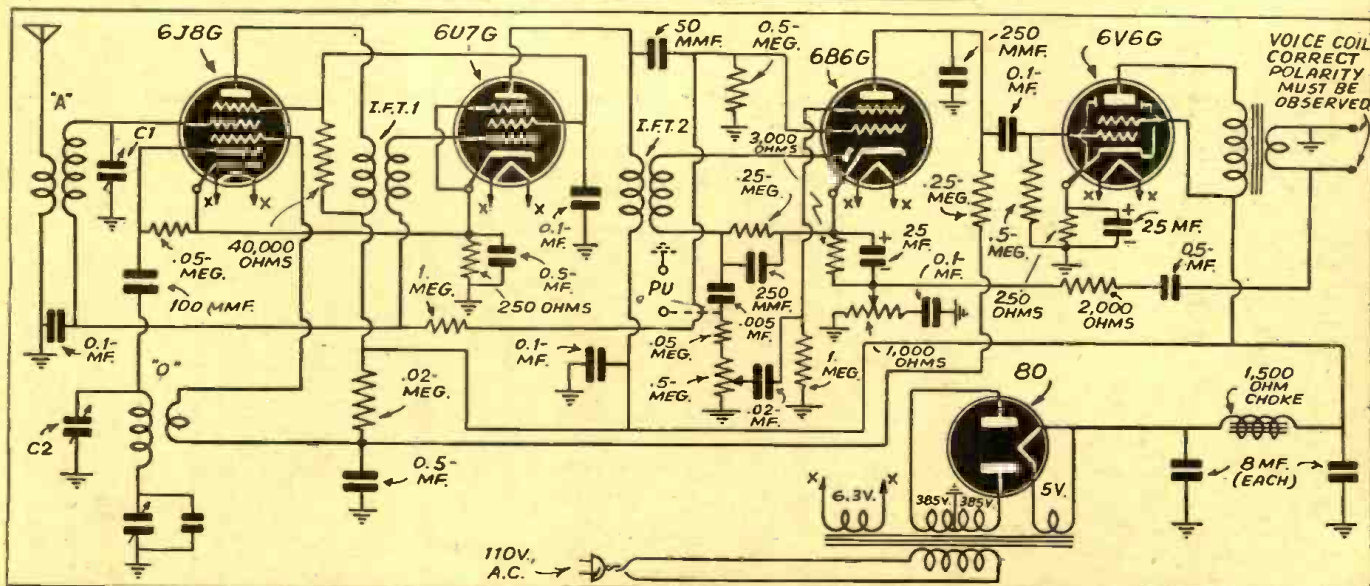 6J8G
6U7G
50
MMF.
0.5-
MEG.
6B6G
250
MMF.
0.1-
MF.
6V6G
VOICE COIL
CORRECT
POLARITY
MUST BE
OBSERVED
"A"
C1
I.F.T.1
I.F.T.2
3,000
OHMS
X
X
X
X
X
X
X
X
.05-
MEG.
40,000
OHMS
0.1-
MF.
.25-
MEG.
.25-
MEG.
.5-
MEG.
25 MF.
100 MMF.
1.
MEG.
0.5-
MF.
250 OHMS
PU
250
MMF.
25
MF.
0.1-
MF.
250
OHMS
2,000
OHMS
0.5-
MF.
0.1-
MF.
.005
MF.
.05
MEG.
1,000
OHMS
"O"
0.1-
MF.
.5-
MEG.
.02-
MF.
1.
MEG.
.02-
MEG.
80
1,500
OHM
CHOKE
C2
0.5-
MF.
X
6.3V.
X
385V.
385V.
5V.
8 MF.
(EACH)
110V.,
A.C.